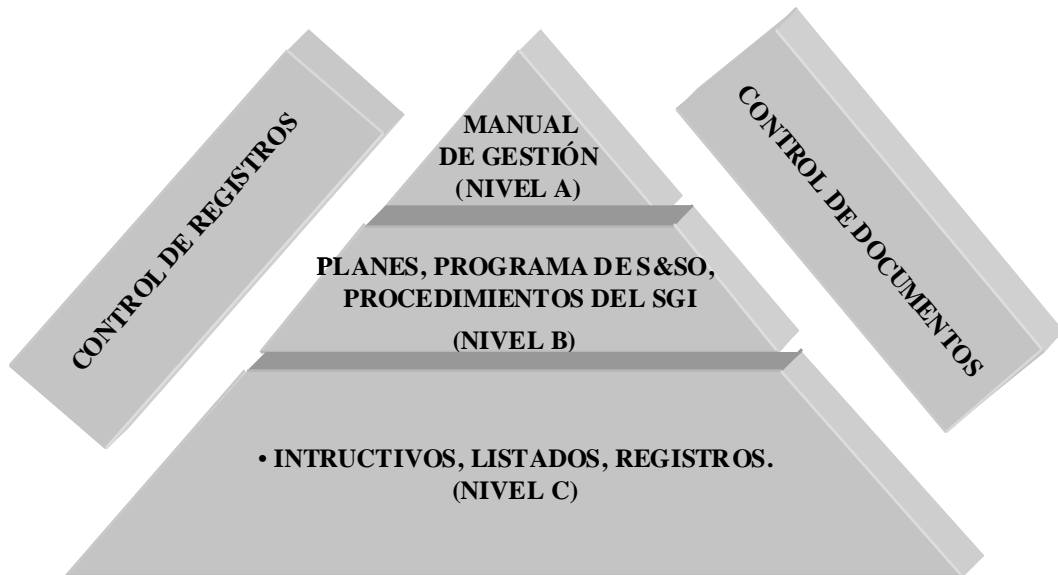 CONTROL DE REGISTROS
MANUAL
DE GESTIÓN
(NIVEL A)
PLANES, PROGRAMA DE S&SO,
PROCEDIMIENTOS DEL SGI
(NIVEL B)
• INTRUCTIVOS, LISTADOS, REGISTROS.
(NIVEL C)
CONTROL DE DOCUMENTOS